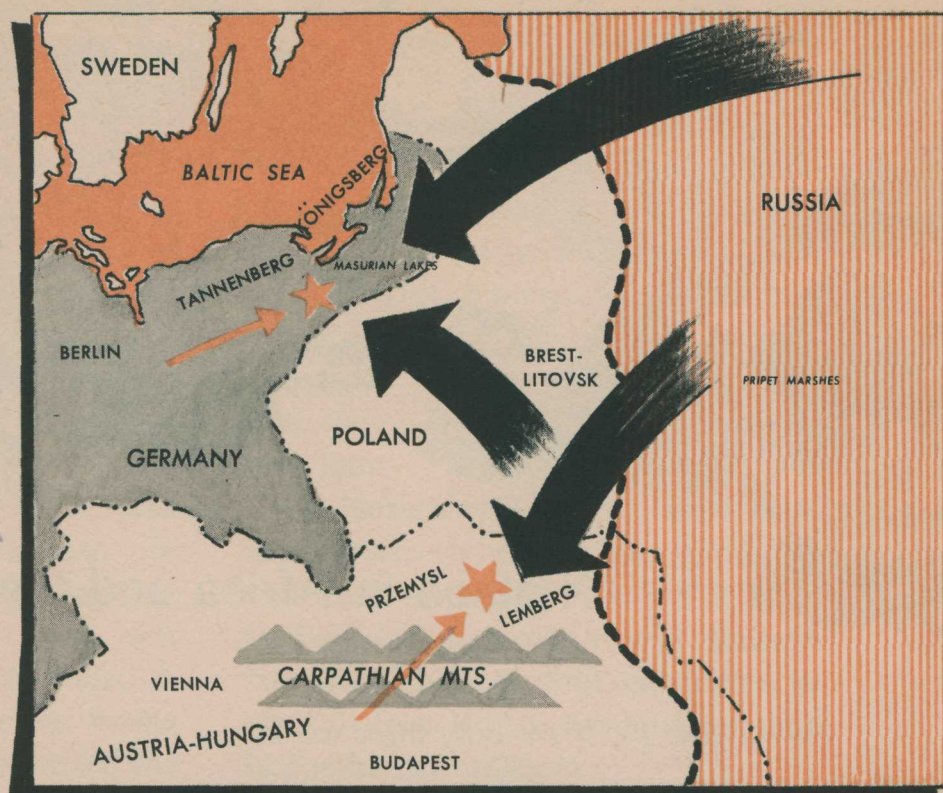 SWEDEN
BALTIC SEA
KÖNIGSBERG
RUSSIA
TANNENBERG
MASURIAN LAKES
BERLIN
BREST-
LITOVSK
PRIPET MARSHES
POLAND
GERMANY
PRZEMYSL
LEMBERG
CARPATHIAN MTS.
VIENNA
AUSTRIA-HUNGARY
BUDAPEST